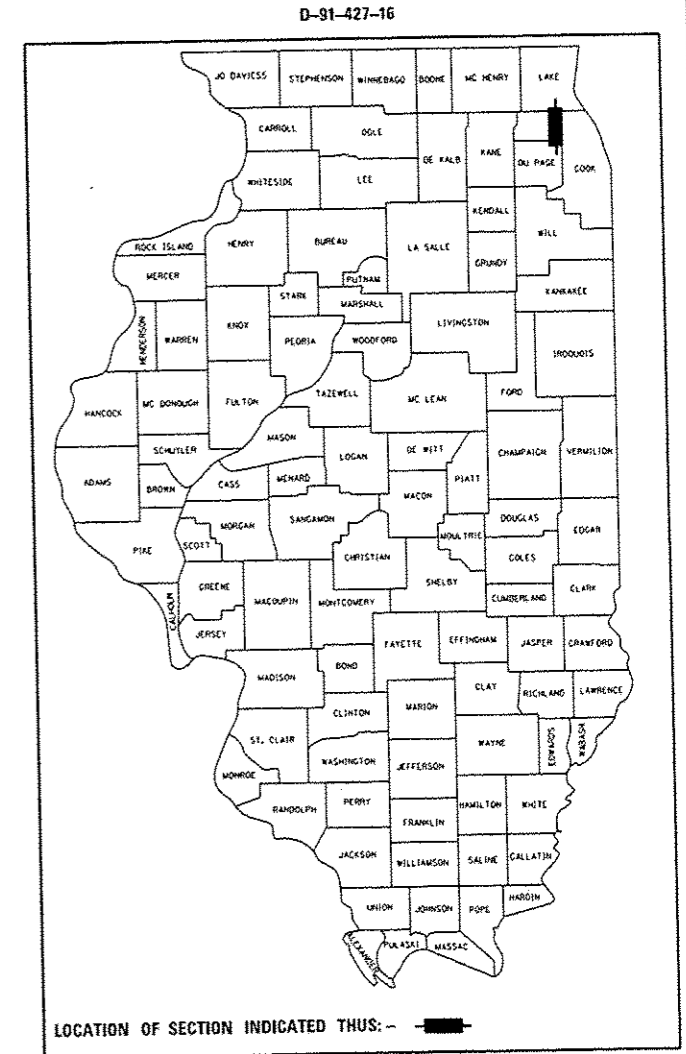 D-91-427-16
JO DAVIESS STEPHENSON WINNEBAGO BOONE MC HENRY LAKE
CARROLL OGLE DE KALB KANE DU PAGE COOK
WHITESIDE LEE
KENDALL
ROCK ISLAND HENRY BUREAU LA SALLE GRUNDY WILL
MERCER PUTNAM KANKAKEE
STARK MARSHALL
HENDERSON WARREN KNOX PEORIA WOODFORD LIVINGSTON IROQUOIS
HANCOCK MC DONOUGH FULTON TAZEWELL MC LEAN FORD
MASON
SCHUYLER LOGAN DE WITT CHAMPAIGN VERMILION
ADAMS BROWN CASS MENARD PIATT
MACON
MORGAN SANGAMON DOUGLAS EDGAR
PIKE SCOTT CHRISTIAN MOULTRIE COLES
SHELBY
CALHOUN GREENE MACOUPIN MONTGOMERY CUMBERLAND CLARK
JERSEY FAYETTE EFFINGHAM JASPER CRAWFORD
MADISON BOND CLAY RICHLAND LAWRENCE
CLINTON MARION
ST. CLAIR WASHINGTON JEFFERSON WAYNE EDWARDS WABASH
MONROE
RANDOLPH PERRY HAMILTON WHITE
FRANKLIN
JACKSON WILLIAMSON SALINE GALLATIN
UNION JOHNSON POPE HARDIN
ALEXANDER PULASKI MASSAC
LOCATION OF SECTION INDICATED THUS: -